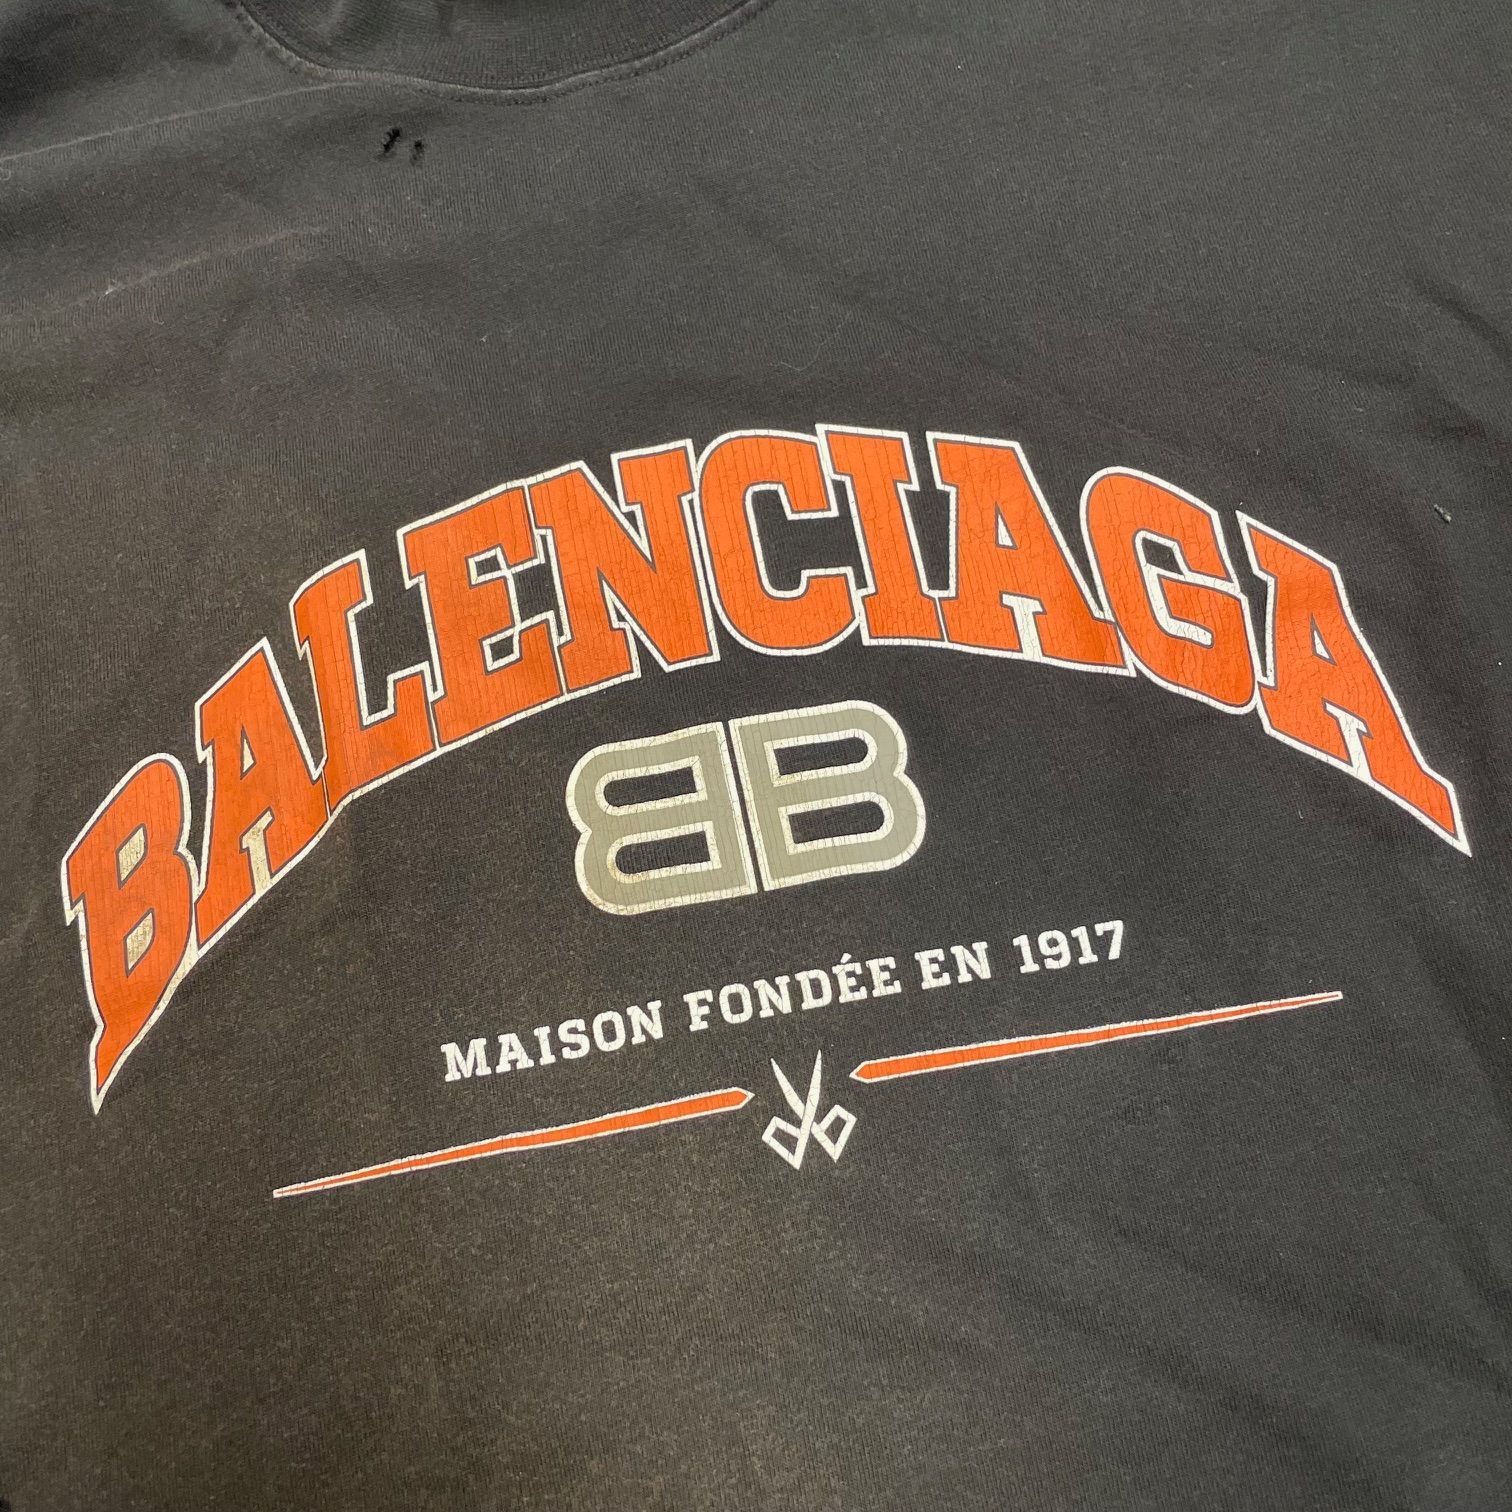 BALENCIAGA
BB
MAISON FONDÉE EN 1917